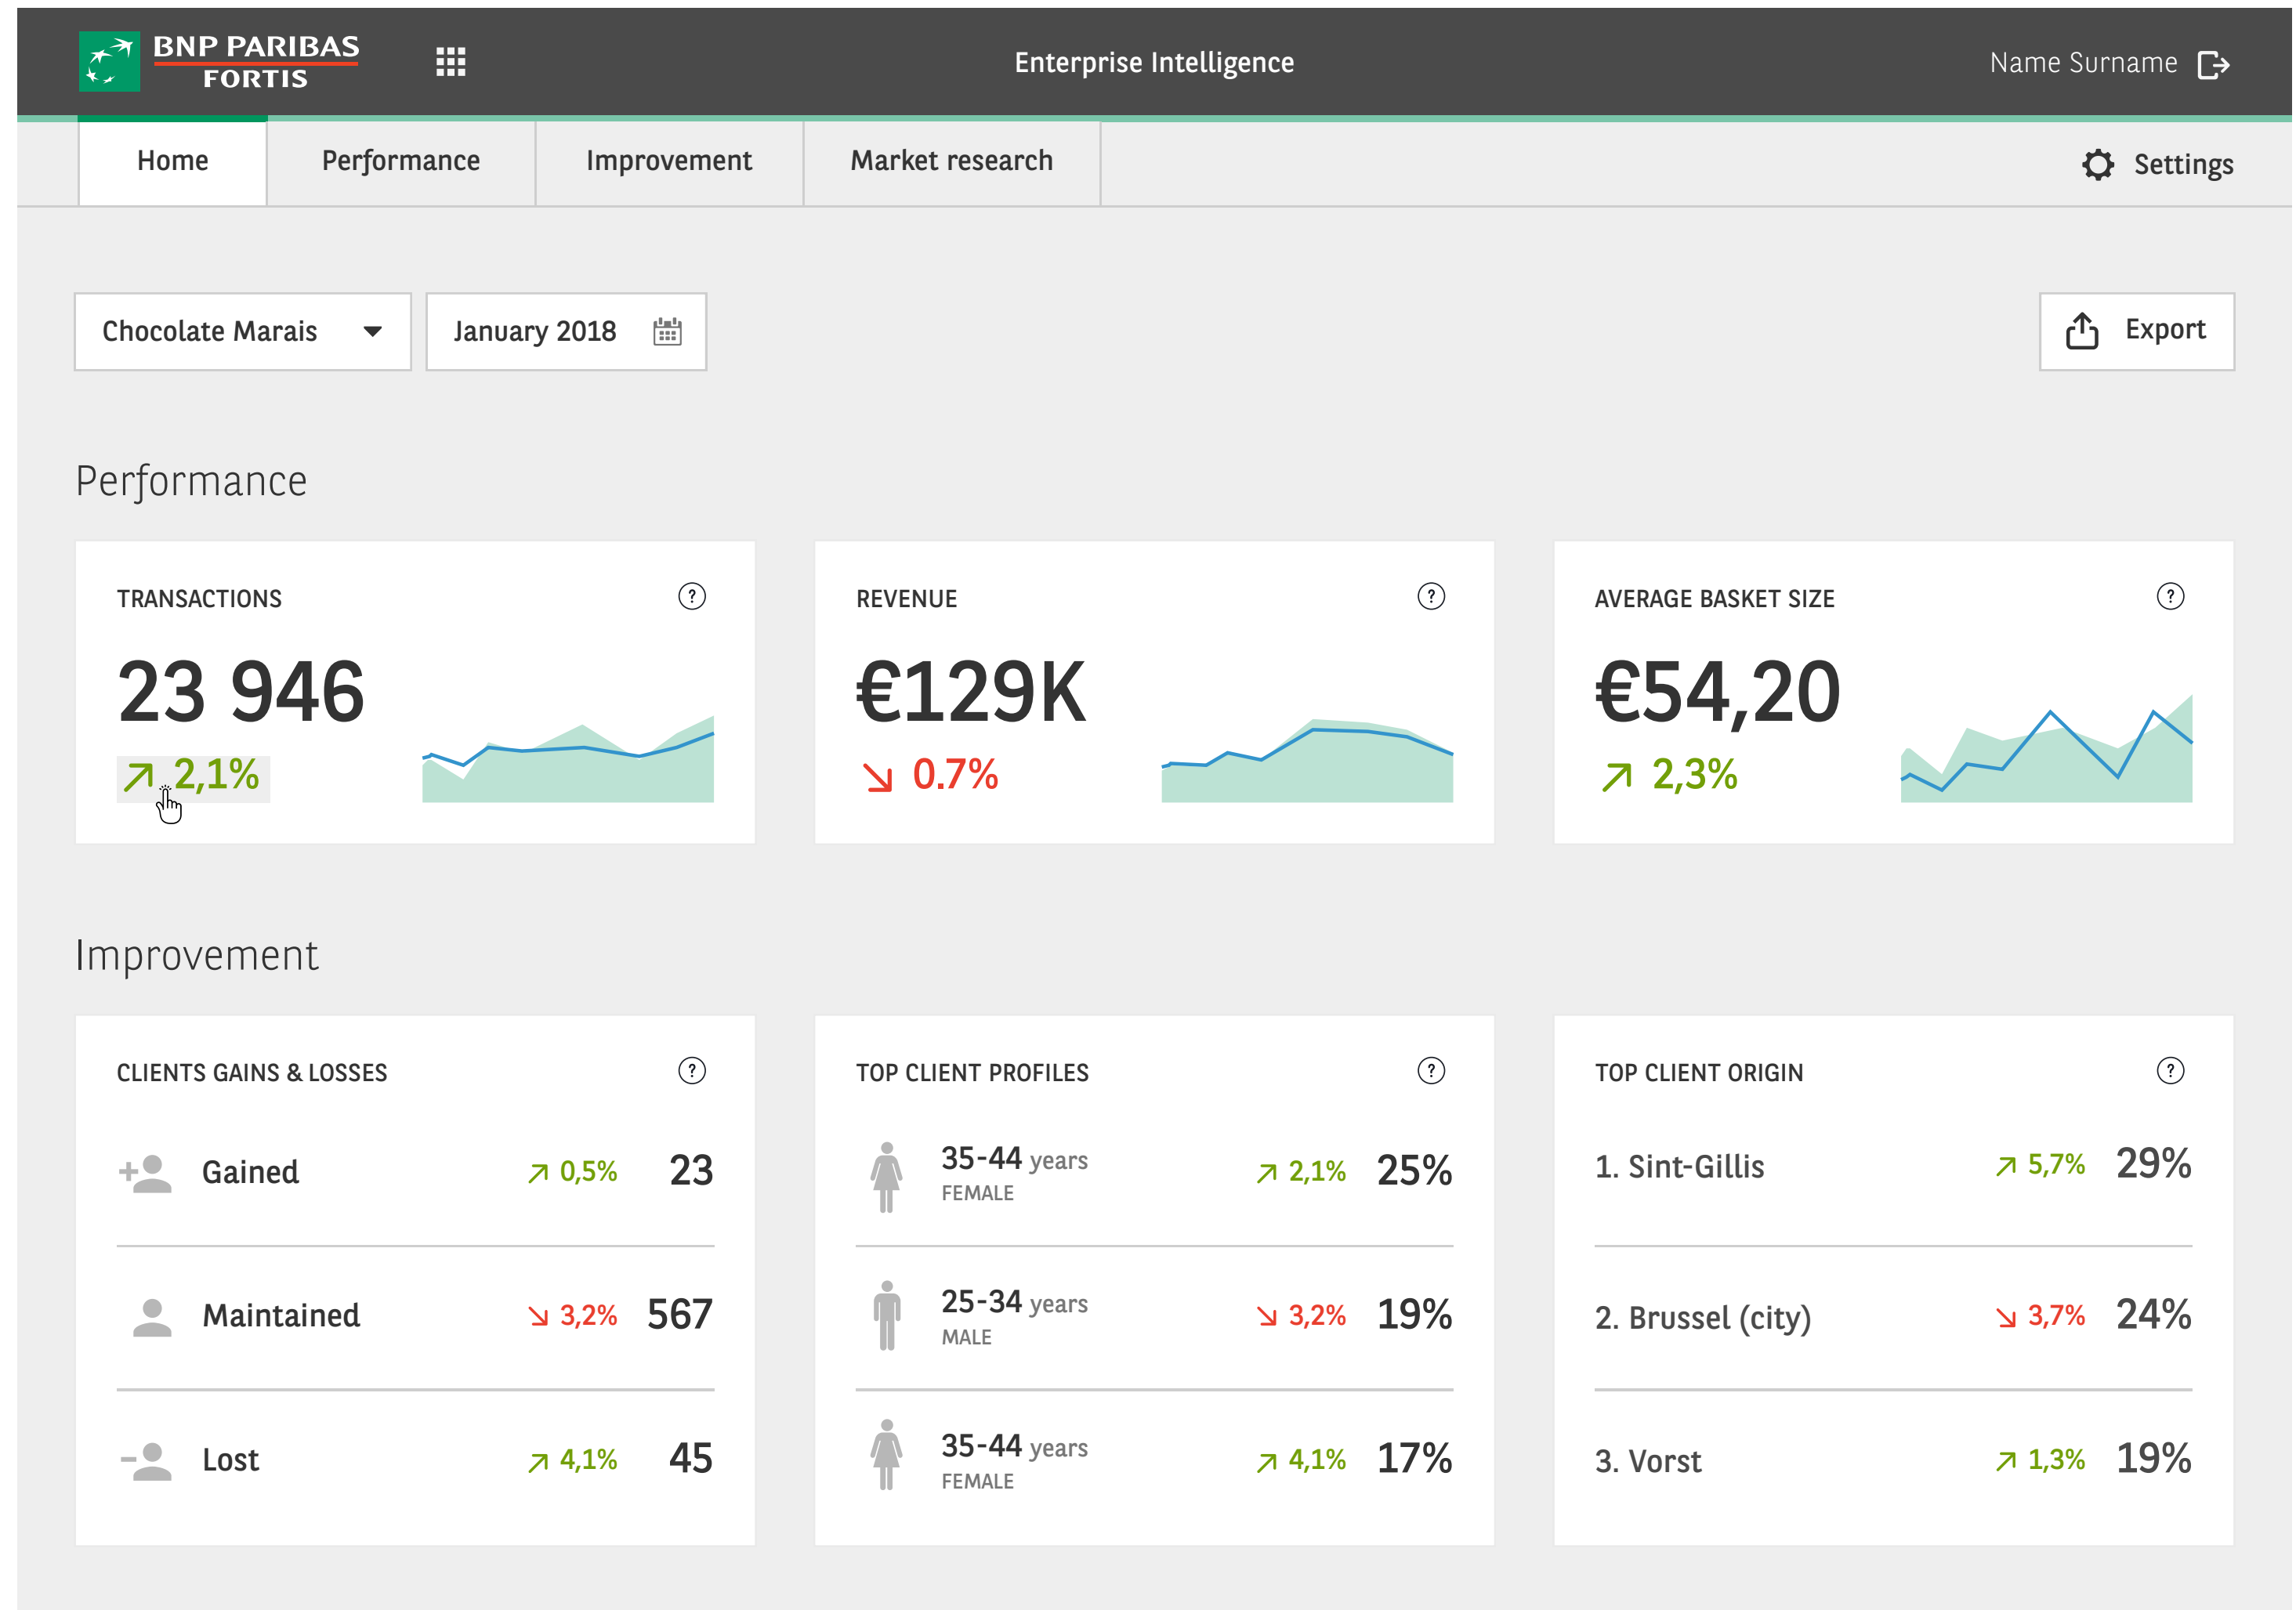 BNP PARIBAS
FORTIS
Enterprise Intelligence
Name Surname
Home
Performance
Improvement
Market research
Settings
Chocolate Marais
January 2018
Export
Performance
TRANSACTIONS
?
23 946
2,1%
REVENUE
?
€129K
0.7%
AVERAGE BASKET SIZE
?
€54,20
2,3%
Improvement
CLIENTS GAINS & LOSSES
?
Gained 0,5% 23
Maintained 3,2% 567
Lost 4,1% 45
TOP CLIENT PROFILES
?
35-44 years
FEMALE
2,1% 25%
25-34 years
MALE
3,2% 19%
35-44 years
FEMALE
4,1% 17%
TOP CLIENT ORIGIN
?
1. Sint-Gillis 5,7% 29%
2. Brussel (city) 3,7% 24%
3. Vorst 1,3% 19%